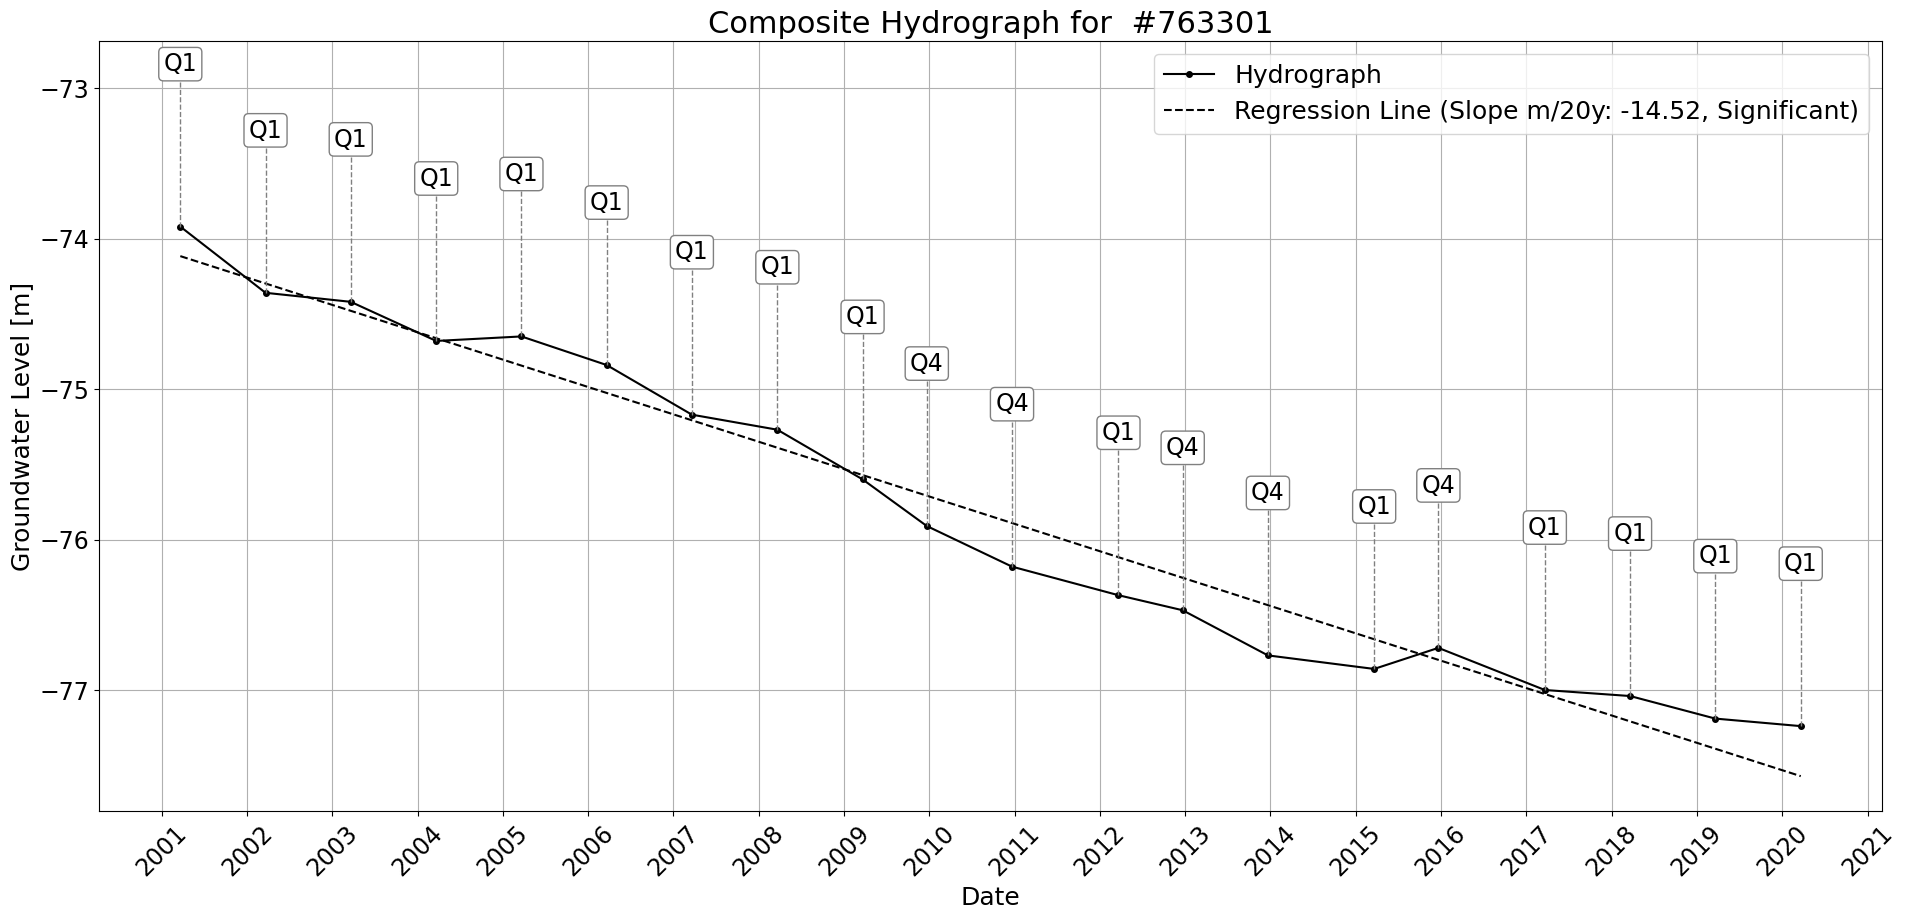 Composite Hydrograph for  #763301
Hydrograph
Regression Line (Slope m/20y: -14.52, Significant)
Q1
Q1
Q1
Q1
Q1
Q1
Q1
Q1
Q1
Q4
Q4
Q1
Q4
Q4
Q1
Q4
Q1
Q1
Q1
Q1
Groundwater Level [m]
−73
−74
−75
−76
−77
2001
2002
2003
2004
2005
2006
2007
2008
2009
2010
2011
2012
2013
2014
2015
2016
2017
2018
2019
2020
2021
Date